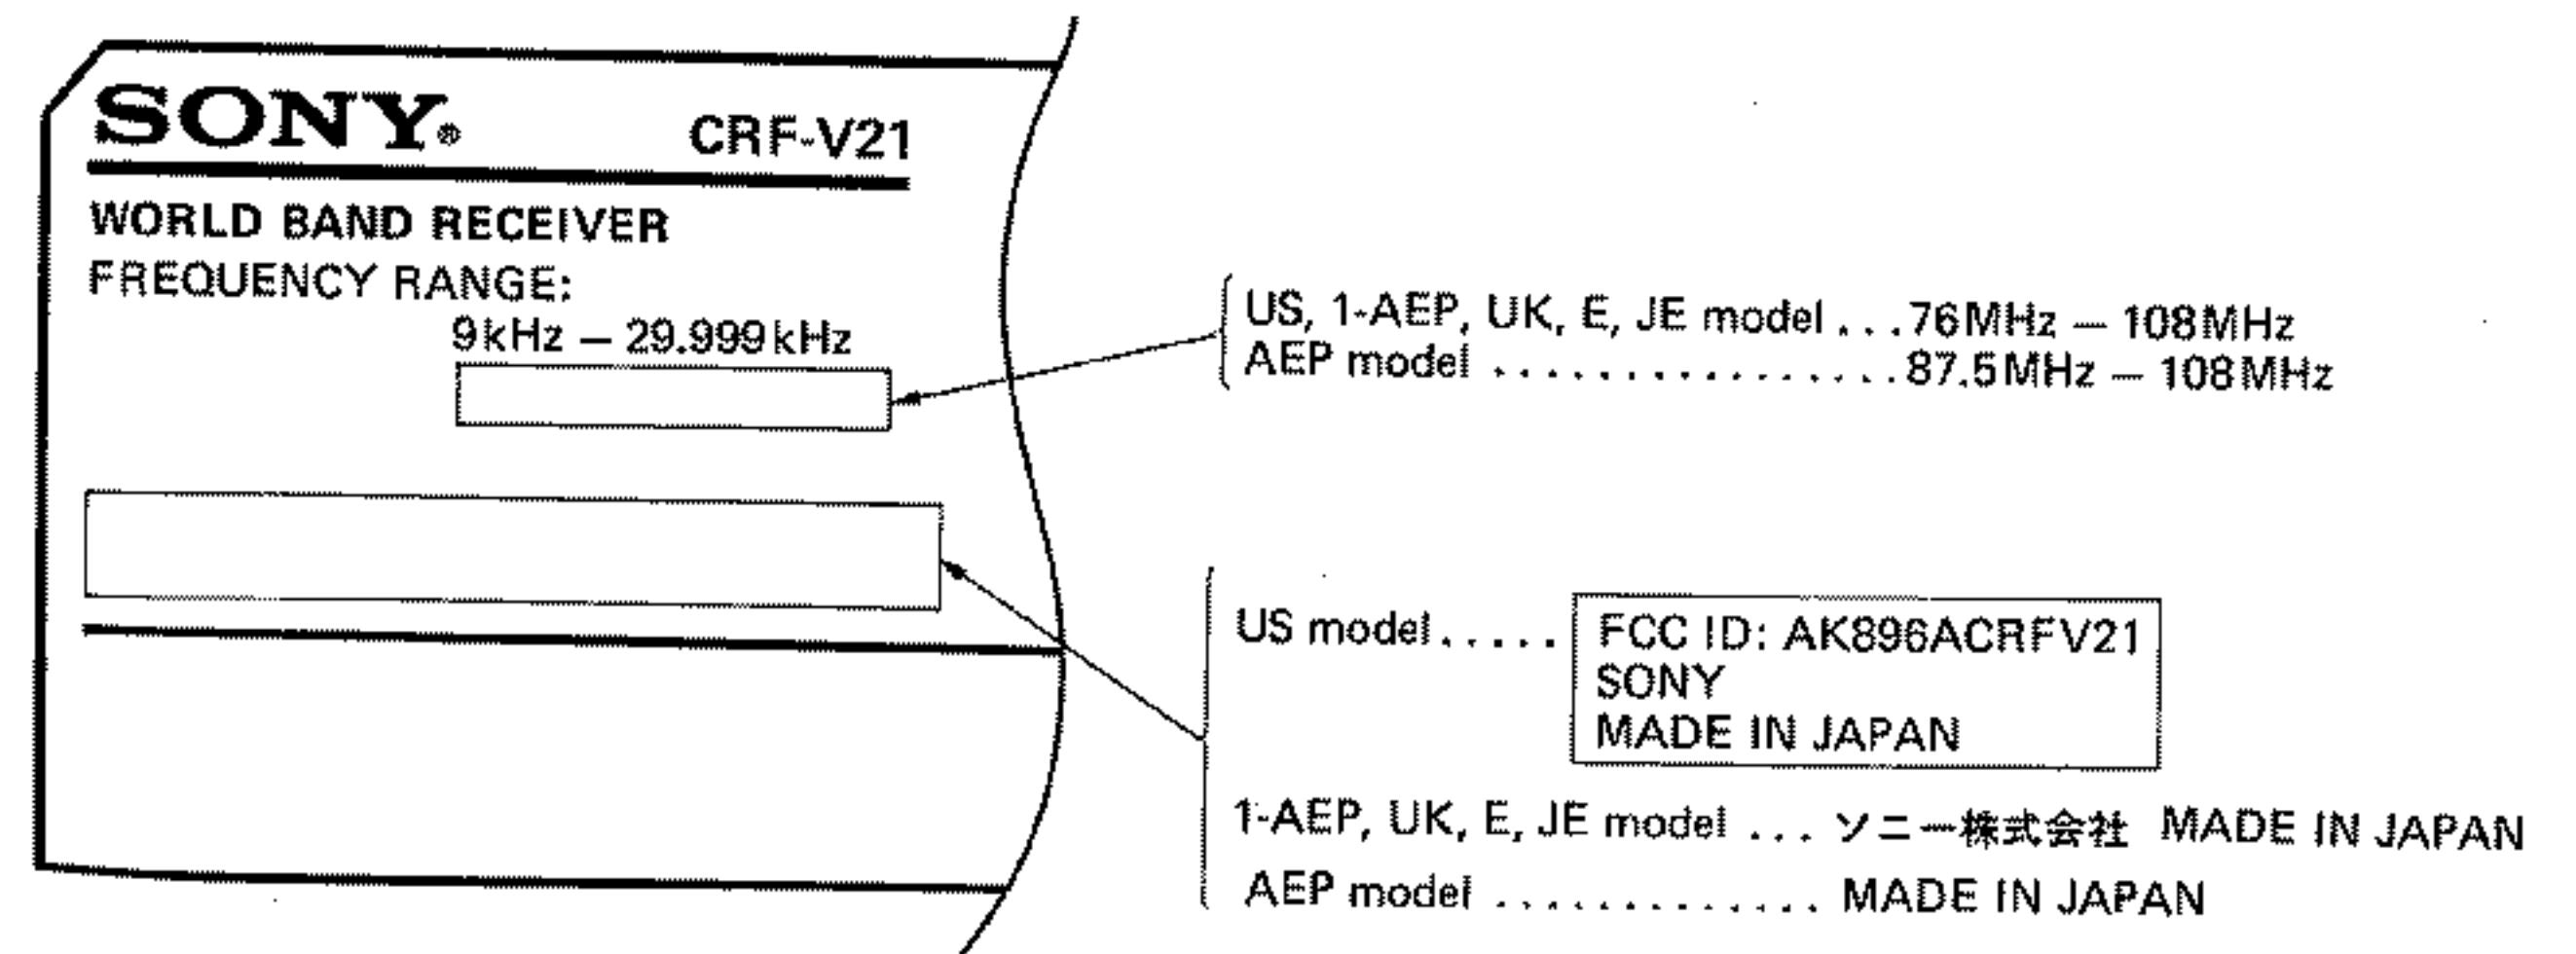 SONY® CRF-V21
WORLD BAND RECEIVER
FREQUENCY RANGE:
9kHz – 29.999kHz
US, 1-AEP, UK, E, JE model ...76MHz – 108MHz
AEP model ................87.5MHz – 108MHz
US model.....
FCC ID: AK896ACRFV21
SONY
MADE IN JAPAN
1-AEP, UK, E, JE model ... ソニー株式会社 MADE IN JAPAN
AEP model ............. MADE IN JAPAN